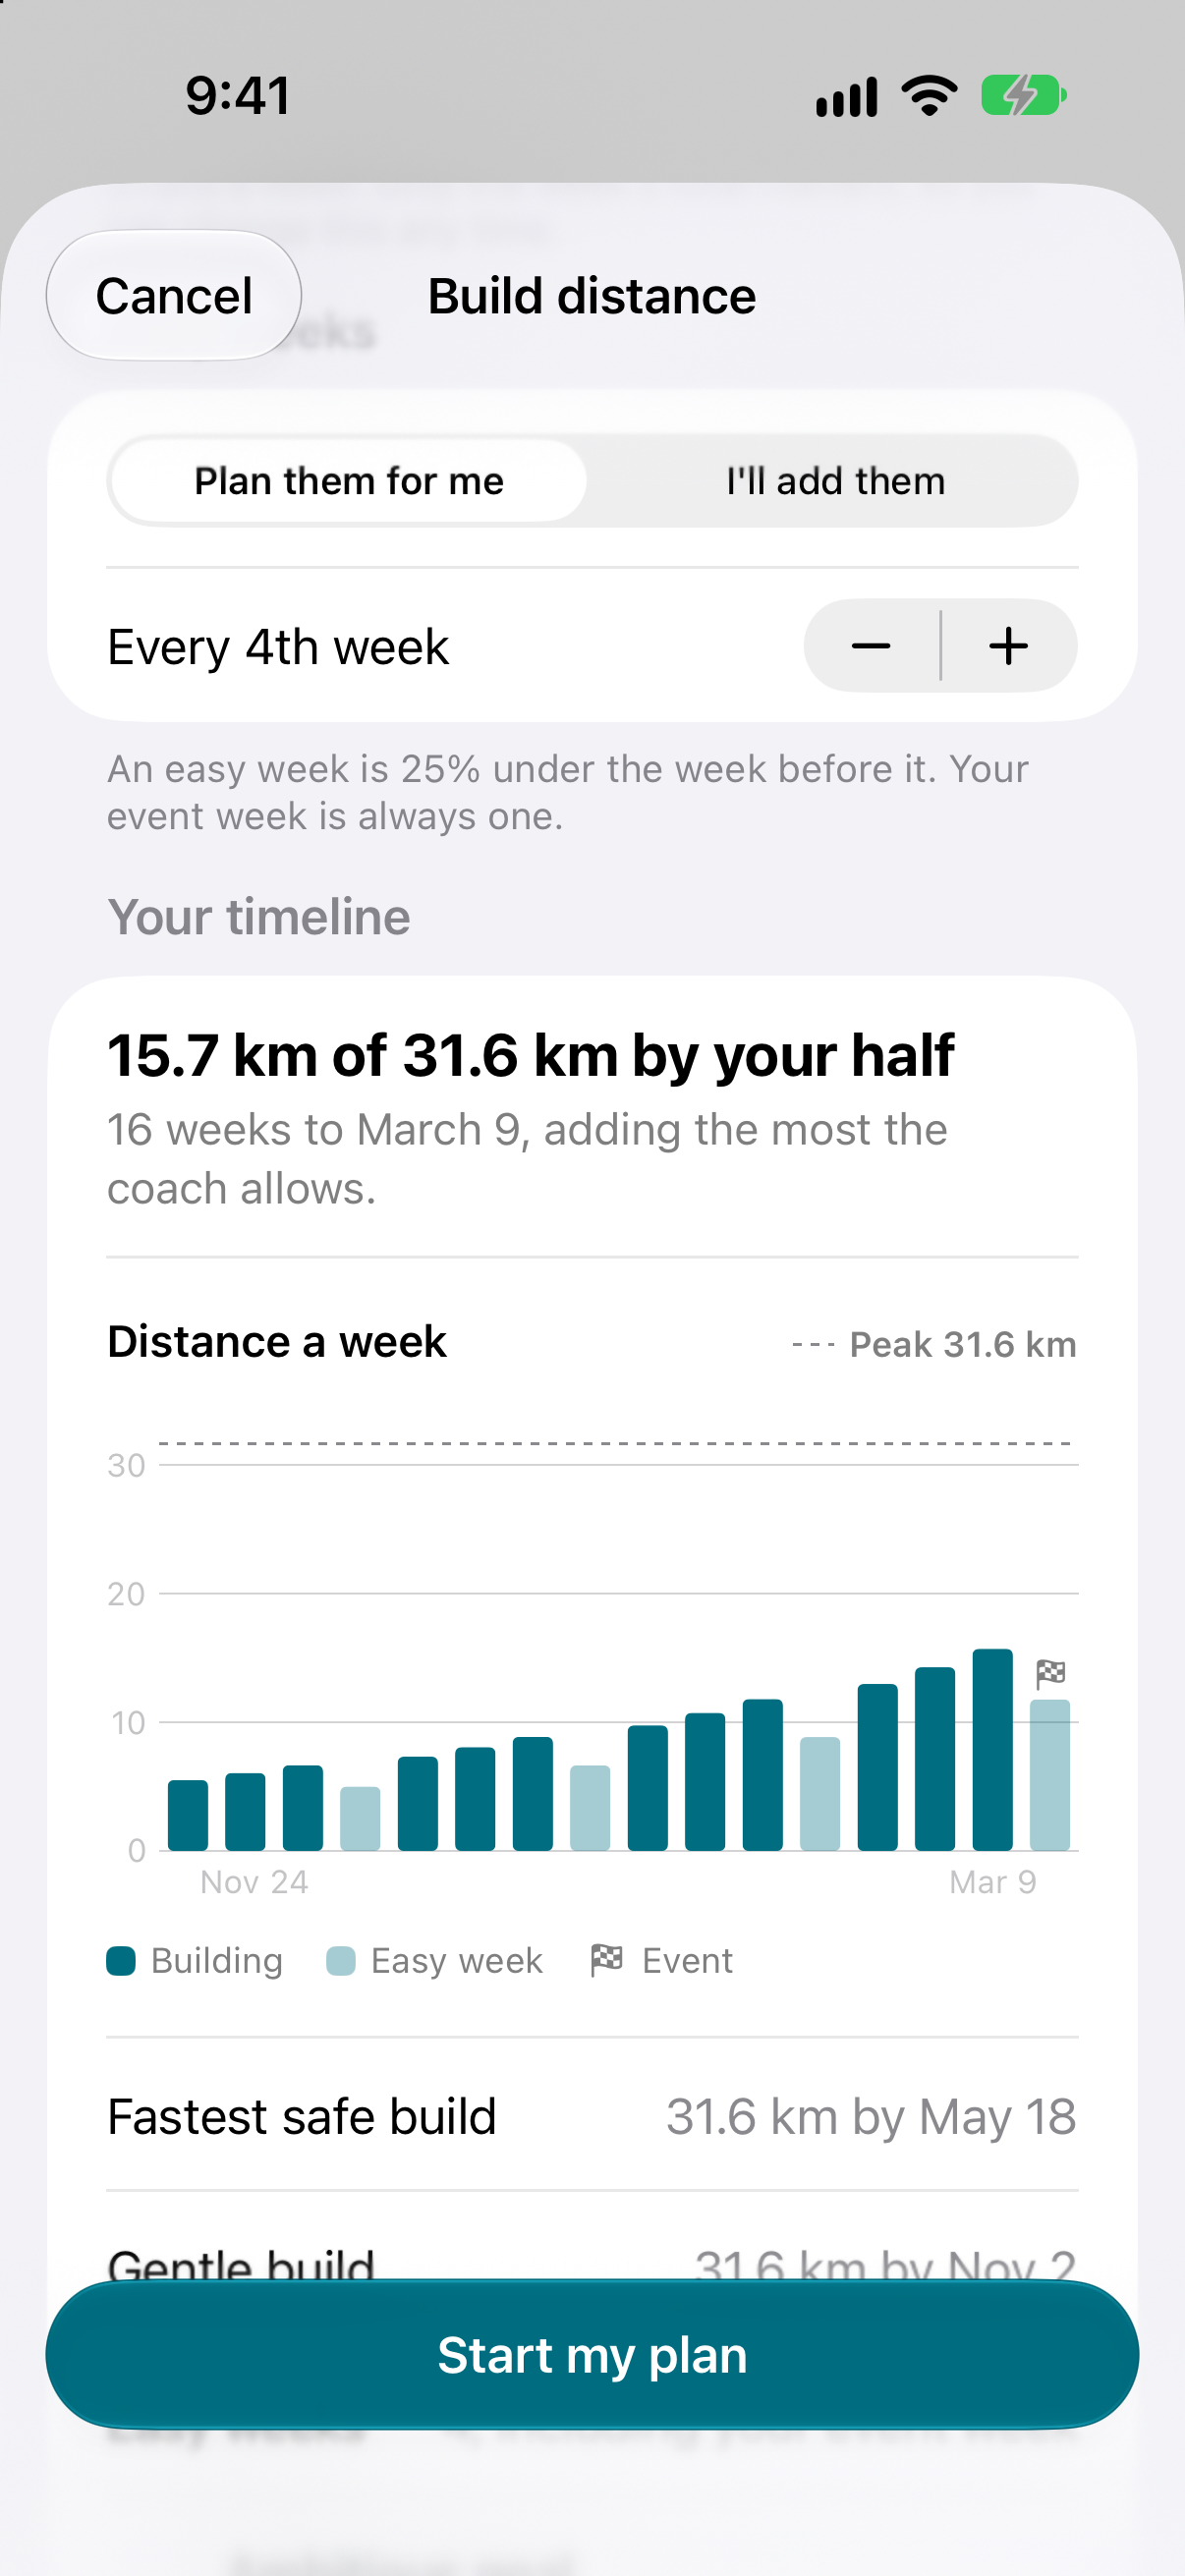 9:41
Cancel
Build distance
Plan them for me
I'll add them
Every 4th week
An easy week is 25% under the week before it. Your
event week is always one.
Your timeline
15.7 km of 31.6 km by your half
16 weeks to March 9, adding the most the
coach allows.
Distance a week
Peak 31.6 km
30
20
10
0
Nov 24
Mar 9
Building
Easy week
Event
Fastest safe build
31.6 km by May 18
Gentle build
31.6 km by Nov 2
Start my plan